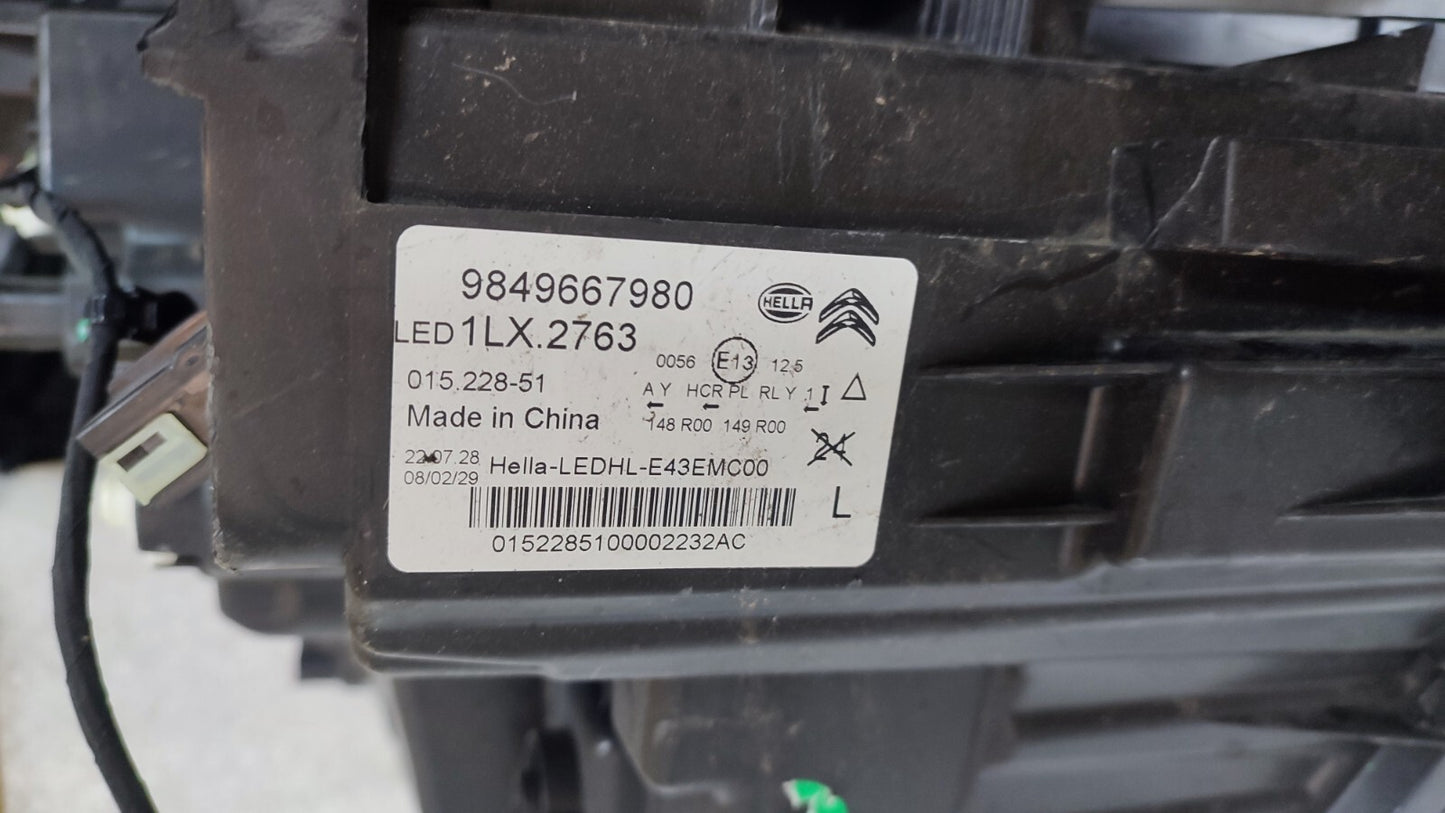 9849667980
HELLA
LED 1LX.2763
0056 E13 12.5
015.228-51
A Y HCR PL RL Y 1
Made in China
148 R00 149 R00
24
22.07.28
08/02/29
Hella-LEDHL-E43EMC00
L
0152285100002232AC